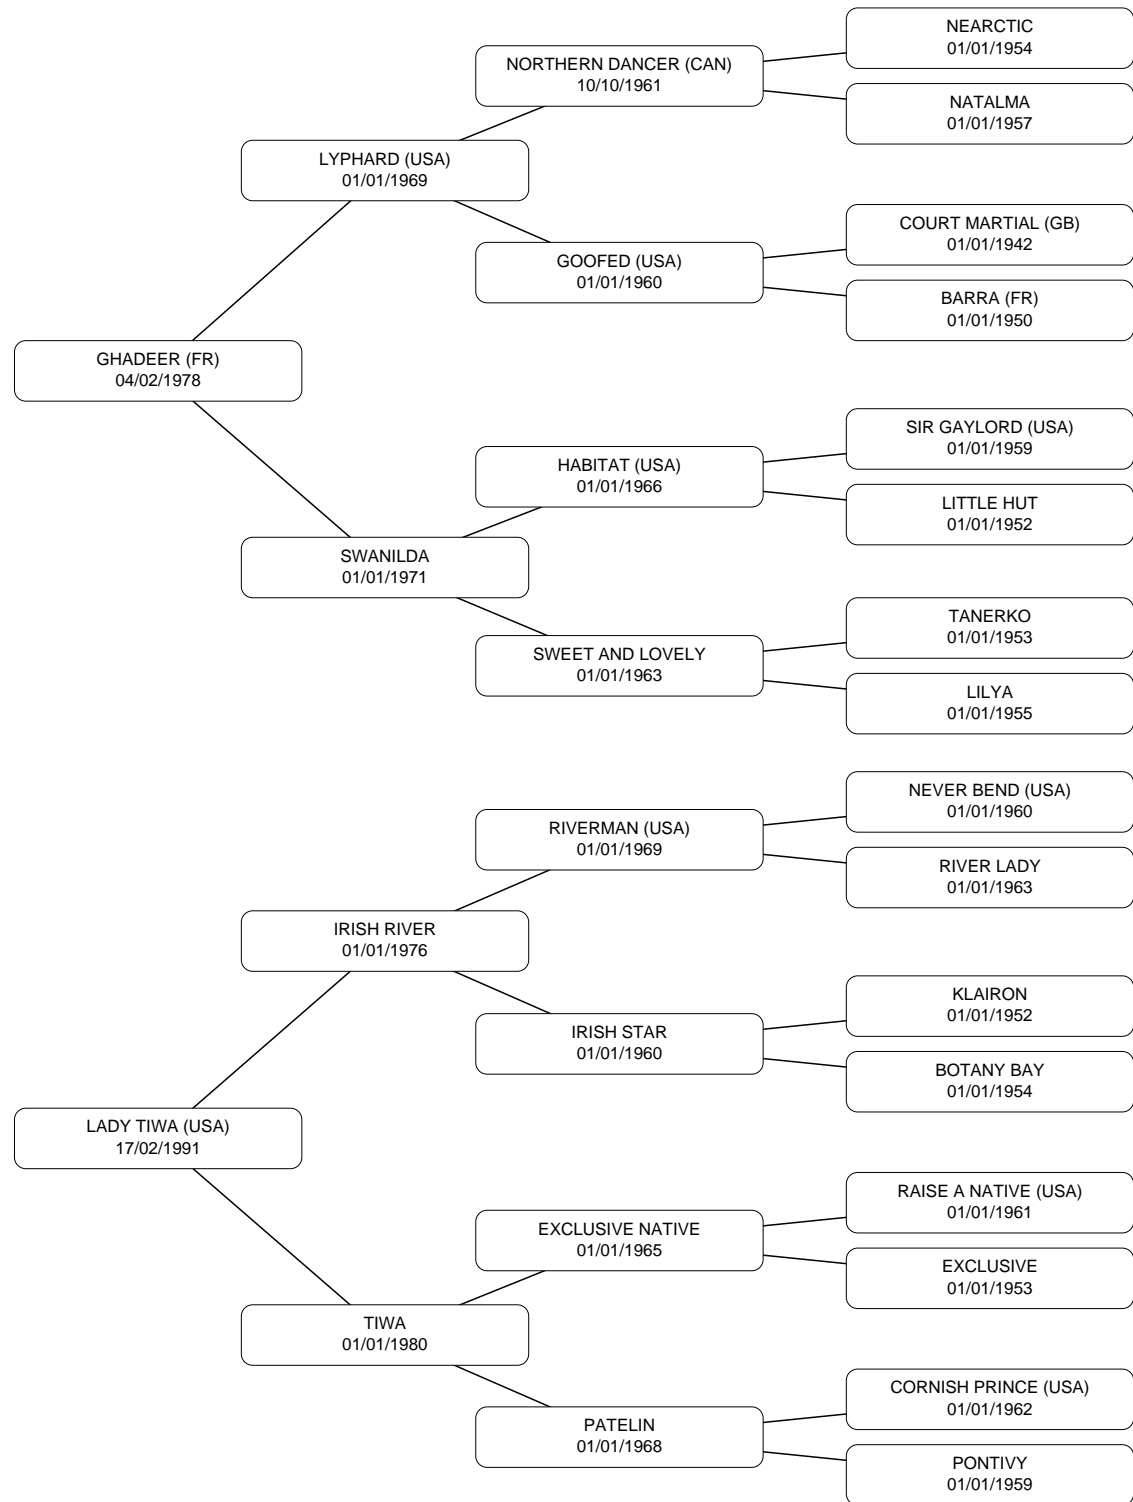 NEARCTIC
01/01/1954
NORTHERN DANCER (CAN)
10/10/1961
NATALMA
01/01/1957
LYPHARD (USA)
01/01/1969
COURT MARTIAL (GB)
01/01/1942
GOOFED (USA)
01/01/1960
BARRA (FR)
01/01/1950
GHADEER (FR)
04/02/1978
SIR GAYLORD (USA)
01/01/1959
HABITAT (USA)
01/01/1966
LITTLE HUT
01/01/1952
SWANILDA
01/01/1971
TANERKO
01/01/1953
SWEET AND LOVELY
01/01/1963
LILYA
01/01/1955
NEVER BEND (USA)
01/01/1960
RIVERMAN (USA)
01/01/1969
RIVER LADY
01/01/1963
IRISH RIVER
01/01/1976
KLAIRON
01/01/1952
IRISH STAR
01/01/1960
BOTANY BAY
01/01/1954
LADY TIWA (USA)
17/02/1991
RAISE A NATIVE (USA)
01/01/1961
EXCLUSIVE NATIVE
01/01/1965
EXCLUSIVE
01/01/1953
TIWA
01/01/1980
CORNISH PRINCE (USA)
01/01/1962
PATELIN
01/01/1968
PONTIVY
01/01/1959